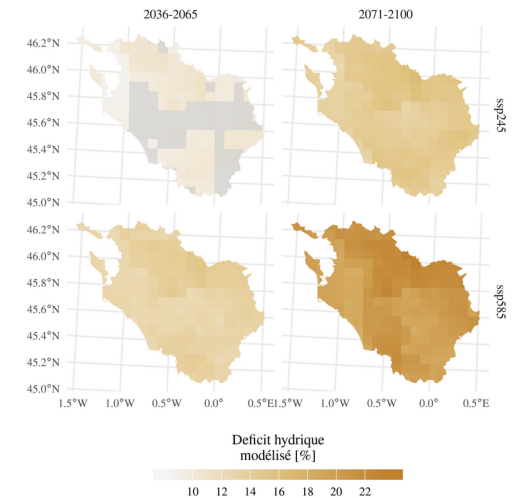 2036-2065
2071-2100
46.2°N
46.0°N
45.8°N
45.6°N
45.4°N
45.2°N
45.0°N
ssp245
46.2°N
46.0°N
45.8°N
45.6°N
45.4°N
45.2°N
45.0°N
ssp585
1.5°W 1.0°W 0.5°W 0.0° 0.5°E
1.5°W 1.0°W 0.5°W 0.0° 0.5°E
Deficit hydrique
modélisé [%]
10 12 14 16 18 20 22